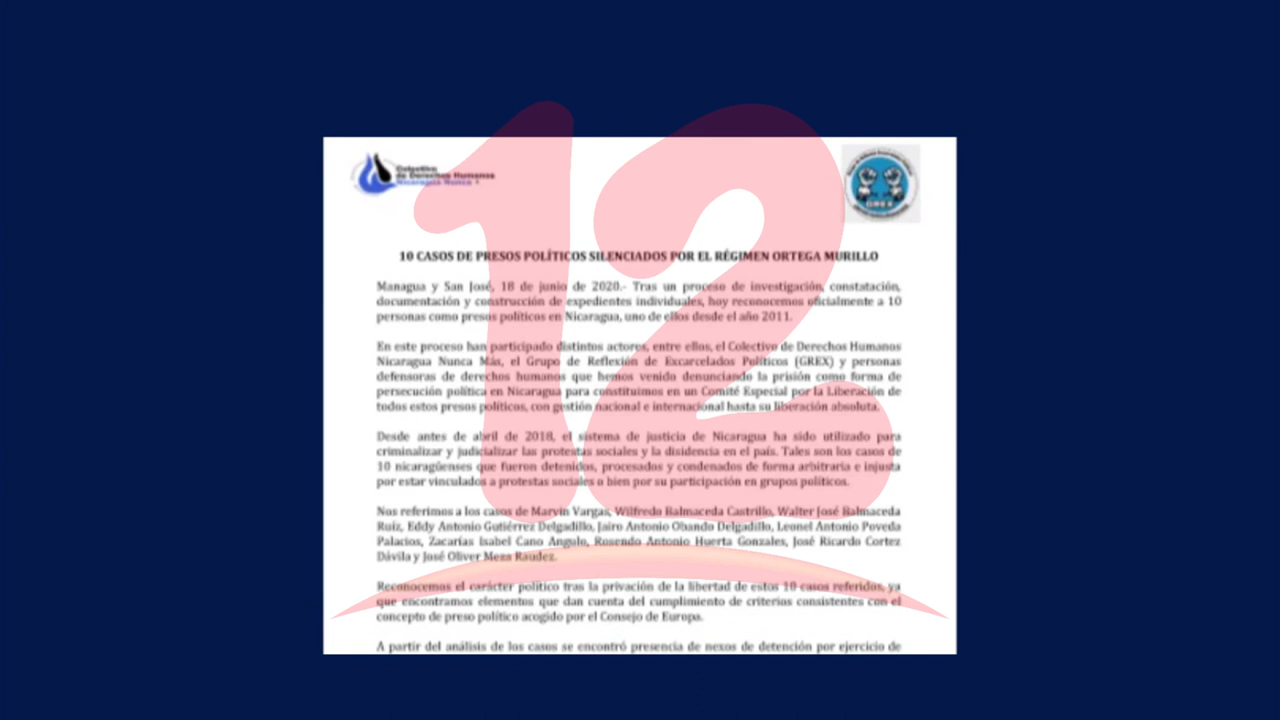 12
Colectivo
de Derechos Humanos
Nicaragua Nunca +
GREX
10 CASOS DE PRESOS POLÍTICOS SILENCIADOS POR EL RÉGIMEN ORTEGA MURILLO
Managua y San José, 18 de junio de 2020.- Tras un proceso de investigación, constatación,
documentación y construcción de expedientes individuales, hoy reconocemos oficialmente a 10
personas como presos políticos en Nicaragua, uno de ellos desde el año 2011.
En este proceso han participado distintos actores, entre ellos, el Colectivo de Derechos Humanos
Nicaragua Nunca Más, el Grupo de Reflexión de Excarcelados Políticos (GREX) y personas
defensoras de derechos humanos que hemos venido denunciando la prisión como forma de
persecución política en Nicaragua para constituirnos en un Comité Especial por la Liberación de
todos estos presos políticos, con gestión nacional e internacional hasta su liberación absoluta.
Desde antes de abril de 2018, el sistema de justicia de Nicaragua ha sido utilizado para
criminalizar y judicializar las protestas sociales y la disidencia en el país. Tales son los casos de
10 nicaragüenses que fueron detenidos, procesados y condenados de forma arbitraria e injusta
por estar vinculados a protestas sociales o bien por su participación en grupos políticos.
Nos referimos a los casos de Marvin Vargas, Wilfredo Balmaceda Castrillo, Walter José Balmaceda
Ruiz, Eddy Antonio Gutiérrez Delgadillo, Jairo Antonio Obando Delgadillo, Leonel Antonio Poveda
Palacios, Zacarías Isabel Cano Angulo, Rosendo Antonio Huerta Gonzales, José Ricardo Cortez
Dávila y José Oliver Meza Raudez.
Reconocemos el carácter político tras la privación de la libertad de estos 10 casos referidos, ya
que encontramos elementos que dan cuenta del cumplimiento de criterios consistentes con el
concepto de preso político acogido por el Consejo de Europa.
A partir del análisis de los casos se encontró presencia de nexos de detención por ejercicio de